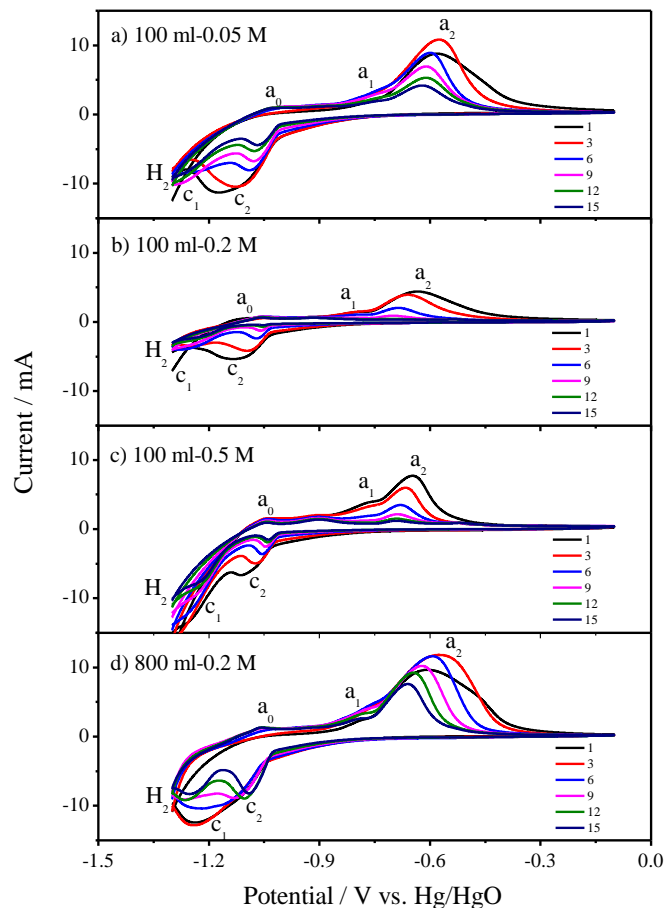 a) 100 ml-0.05 M
a2
a1
a0
H2
c1
c2
10
0
-10
1
3
6
9
12
15
b) 100 ml-0.2 M
a2
a1
a0
H2
c1
c2
10
0
-10
1
3
6
9
12
15
c) 100 ml-0.5 M
a2
a1
a0
H2
c1
c2
10
0
-10
1
3
6
9
12
15
d) 800 ml-0.2 M
a2
a1
a0
H2
c1
c2
10
0
-10
1
3
6
9
12
15
Current / mA
-1.5 -1.2 -0.9 -0.6 -0.3 0.0
Potential / V vs. Hg/HgO